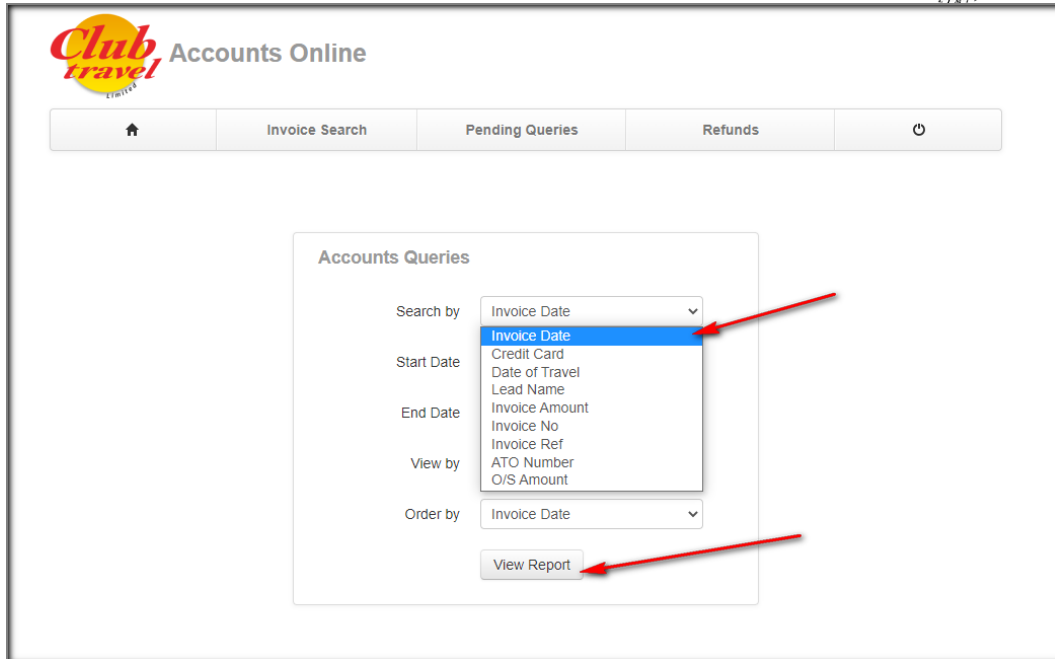 Club
travel
Limited
Accounts Online
Invoice Search
Pending Queries
Refunds
Accounts Queries
Search by
Invoice Date
Invoice Date
Credit Card
Start Date
Date of Travel
Lead Name
End Date
Invoice Amount
Invoice No
Invoice Ref
View by
ATO Number
O/S Amount
Order by
Invoice Date
View Report